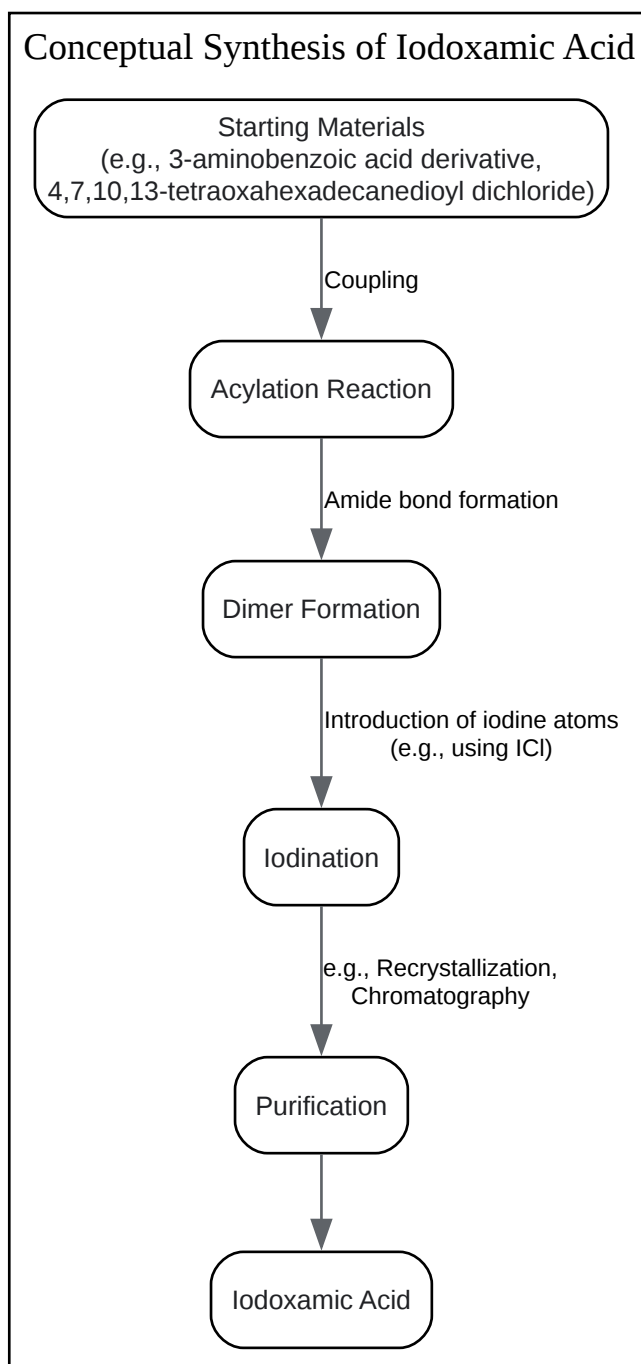 Conceptual Synthesis of Iodoxamic Acid
Starting Materials
(e.g., 3-aminobenzoic acid derivative,
4,7,10,13-tetraoxahexadecanedioyl dichloride)
Coupling
Acylation Reaction
Amide bond formation
Dimer Formation
Introduction of iodine atoms
(e.g., using ICl)
Iodination
e.g., Recrystallization,
Chromatography
Purification
Iodoxamic Acid